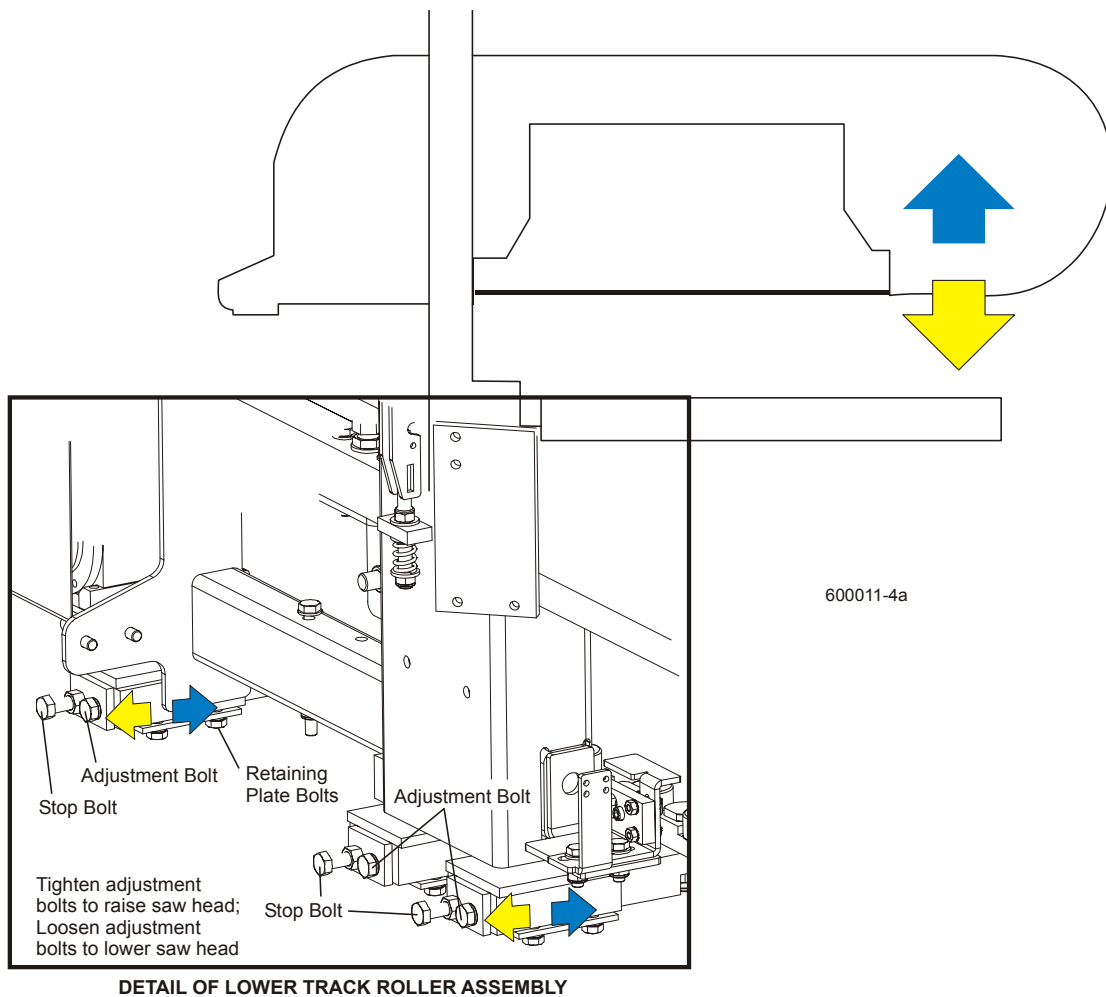 600011-4a
Adjustment Bolt
Stop Bolt
Retaining
Plate Bolts
Adjustment Bolt
Stop Bolt
Tighten adjustment
bolts to raise saw head;
Loosen adjustment
bolts to lower saw head
DETAIL OF LOWER TRACK ROLLER ASSEMBLY